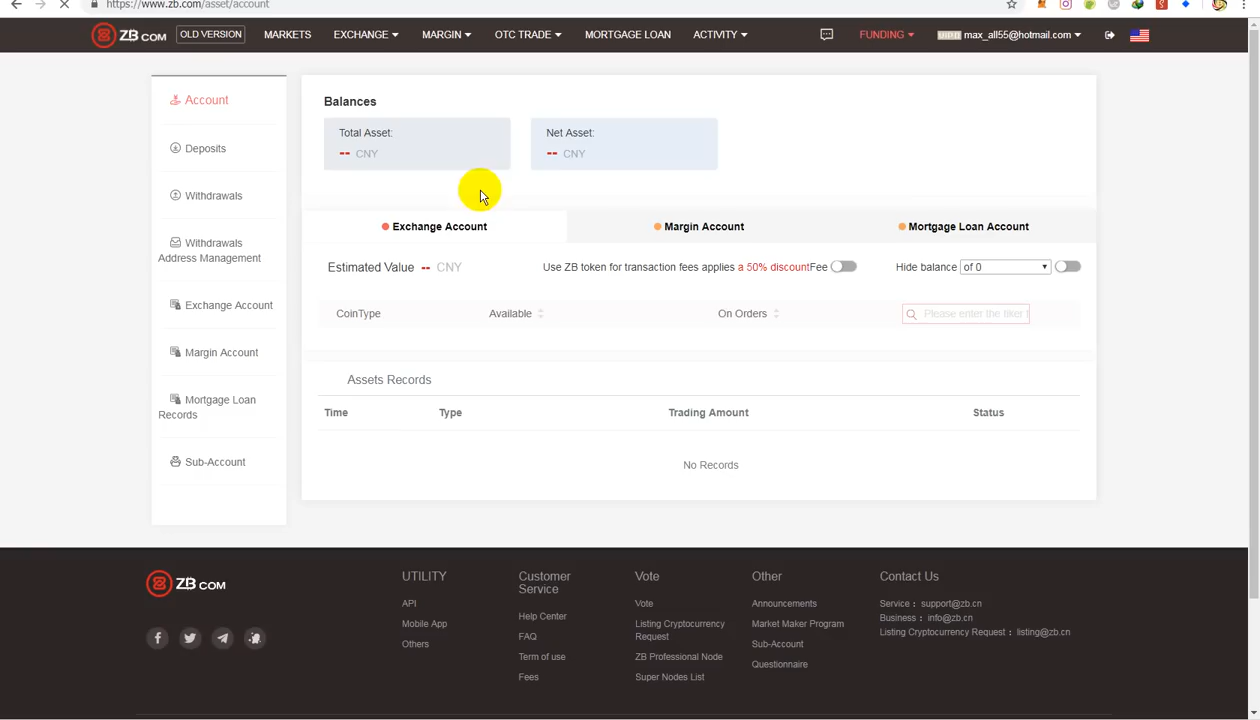 https://www.zb.com/asset/account
ZB COM OLD VERSION MARKETS EXCHANGE MARGIN OTC TRADE MORTGAGE LOAN ACTIVITY FUNDING max_all55@hotmail.com
Account
Deposits
Withdrawals
Withdrawals
Address Management
Exchange Account
Margin Account
Mortgage Loan
Records
Sub-Account
Balances
Total Asset:
-- CNY
Net Asset:
-- CNY
Exchange Account Margin Account Mortgage Loan Account
Estimated Value -- CNY Use ZB token for transaction fees applies a 50% discountFee Hide balance of 0
CoinType Available On Orders Please enter the tiker f
Assets Records
Time Type Trading Amount Status
No Records
ZB COM
UTILITY
API
Mobile App
Others
Customer
Service
Help Center
FAQ
Term of use
Fees
Vote
Vote
Listing Cryptocurrency
Request
ZB Professional Node
Super Nodes List
Other
Announcements
Market Maker Program
Sub-Account
Questionnaire
Contact Us
Service : support@zb.cn
Business : info@zb.cn
Listing Cryptocurrency Request : listing@zb.cn